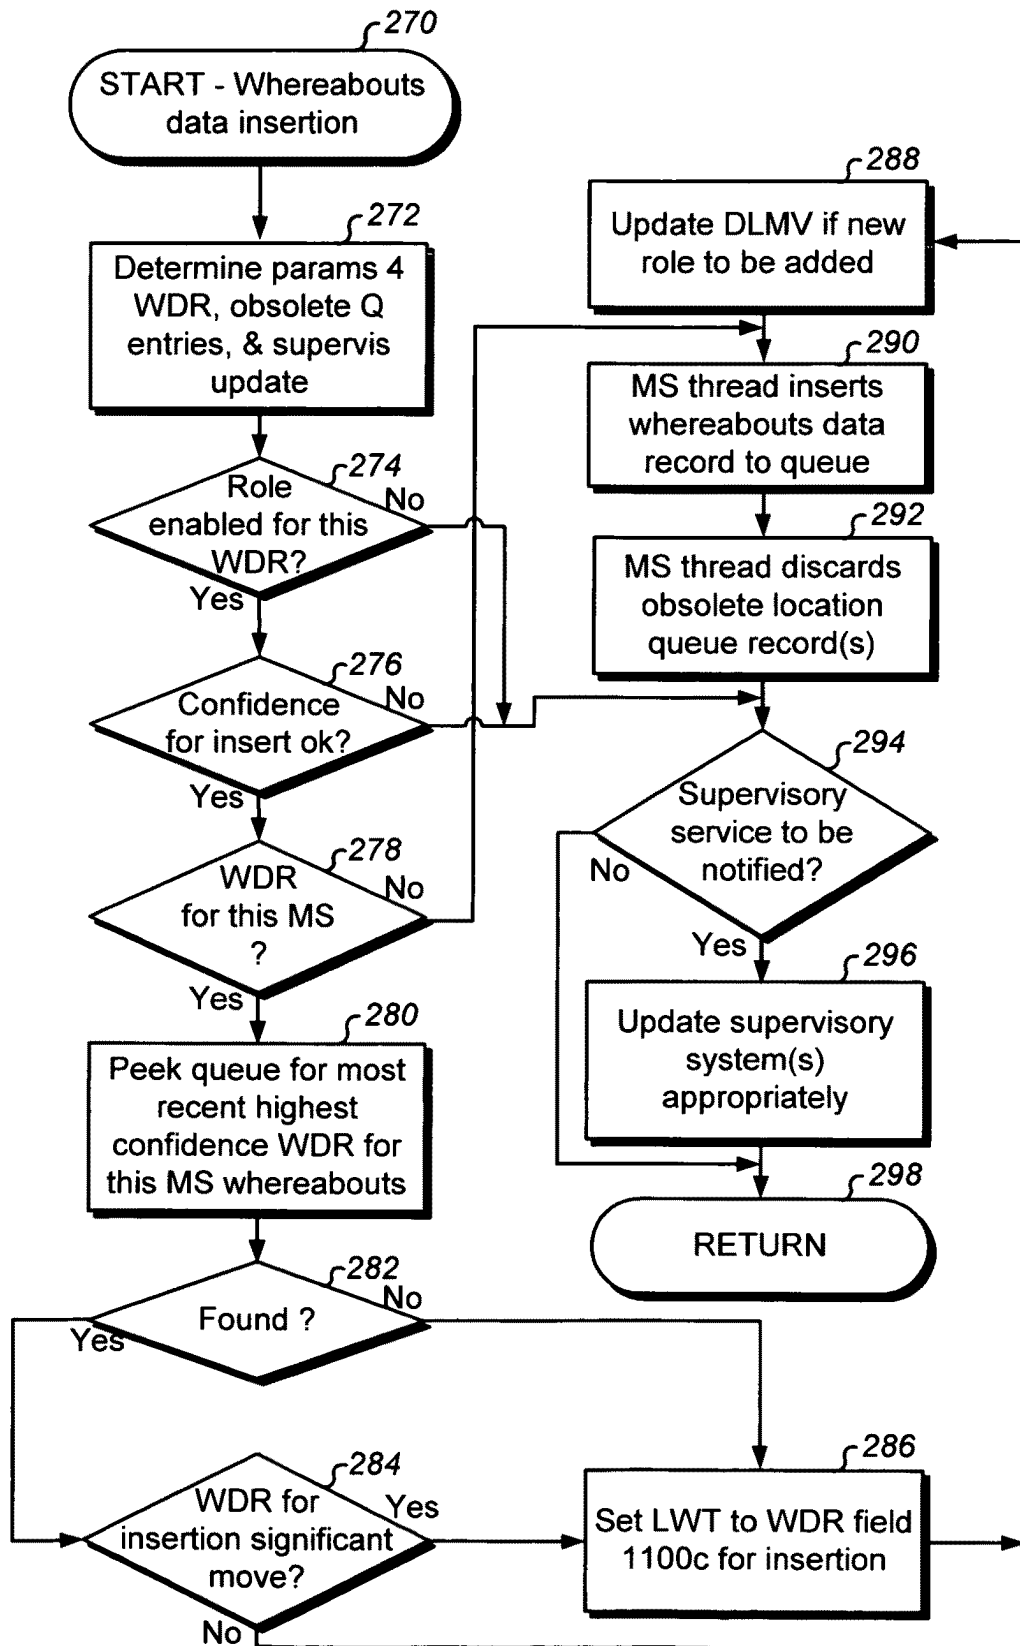 270
START - Whereabouts
data insertion
272
Determine params 4
WDR, obsolete Q
entries, & supervis
update
274
Role
enabled for this
WDR?
No
Yes
276
Confidence
for insert ok?
No
Yes
278
WDR
for this MS
?
No
Yes
280
Peek queue for most
recent highest
confidence WDR for
this MS whereabouts
282
Found ?
No
Yes
284
WDR for
insertion significant
move?
Yes
No
286
Set LWT to WDR field
1100c for insertion
288
Update DLMV if new
role to be added
290
MS thread inserts
whereabouts data
record to queue
292
MS thread discards
obsolete location
queue record(s)
294
Supervisory
service to be
notified?
No
Yes
296
Update supervisory
system(s)
appropriately
298
RETURN